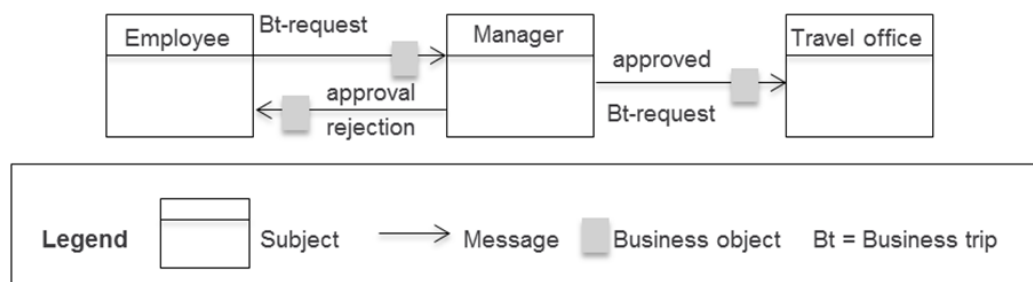 Employee
Bt-request
Manager
Travel office
approval
rejection
approved
Bt-request
Legend
Subject
Message
Business object
Bt = Business trip